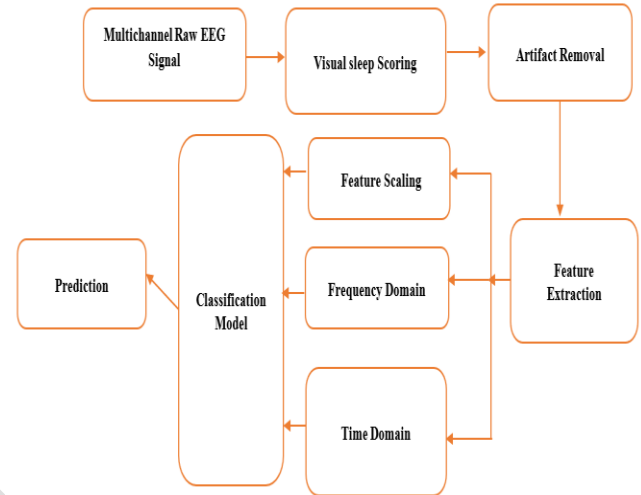 Multichannel Raw EEG
Signal
Visual sleep Scoring
Artifact Removal
Feature Scaling
Prediction
Classification
Model
Frequency Domain
Feature
Extraction
Time Domain